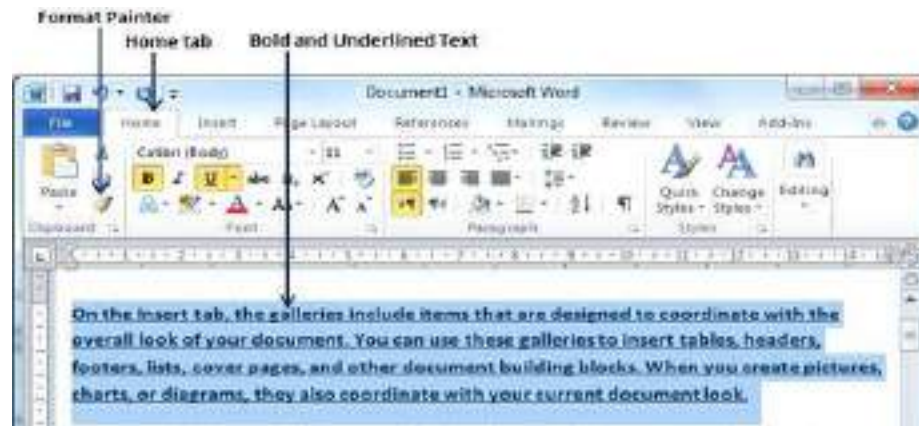 Format Painter
Home tab
Bold and Underlined Text
Document1 - Microsoft Word
File Home Insert Page Layout References Mailings Review View Add-Ins
Calibri (Body) 11
Paste
B I U abc
Quick Styles
Change Styles
Editing
Clipboard Font Paragraph Styles
On the Insert tab, the galleries include items that are designed to coordinate with the
overall look of your document. You can use these galleries to insert tables, headers,
footers, lists, cover pages, and other document building blocks. When you create pictures,
charts, or diagrams, they also coordinate with your current document look.